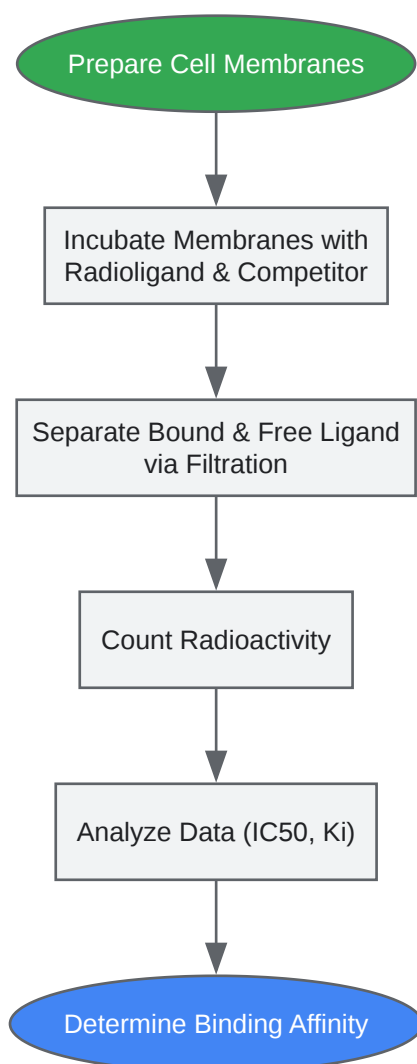 Prepare Cell Membranes
Incubate Membranes with
Radioligand & Competitor
Separate Bound & Free Ligand
via Filtration
Count Radioactivity
Analyze Data (IC50, Ki)
Determine Binding Affinity